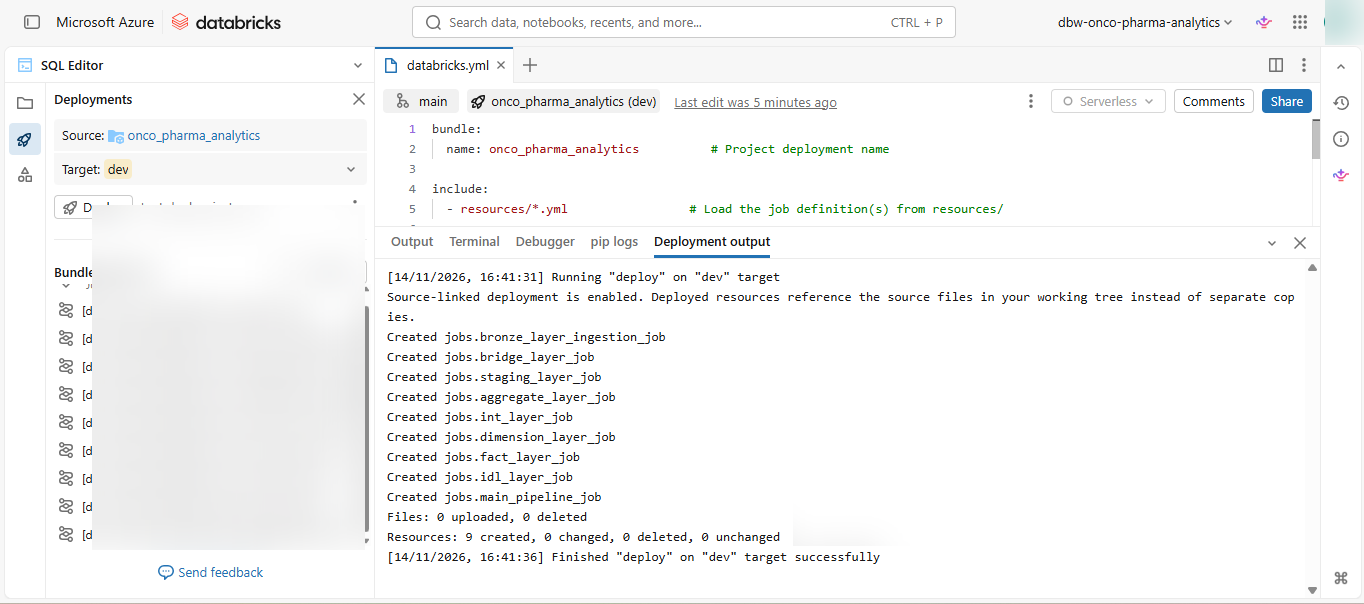 Microsoft Azure databricks
Search data, notebooks, recents, and more... CTRL + P
dbw-onco-pharma-analytics
SQL Editor
Deployments
Source: onco_pharma_analytics
Target: dev
Bundle
[d
[d
[d
[d
[d
[d
[d
[d
[d
Send feedback
databricks.yml
main onco_pharma_analytics (dev) Last edit was 5 minutes ago Serverless Comments Share
1 bundle:
2 name: onco_pharma_analytics # Project deployment name
3
4 include:
5 - resources/*.yml # Load the job definition(s) from resources/
Output Terminal Debugger pip logs Deployment output
[14/11/2026, 16:41:31] Running "deploy" on "dev" target
Source-linked deployment is enabled. Deployed resources reference the source files in your working tree instead of separate cop
ies.
Created jobs.bronze_layer_ingestion_job
Created jobs.bridge_layer_job
Created jobs.staging_layer_job
Created jobs.aggregate_layer_job
Created jobs.int_layer_job
Created jobs.dimension_layer_job
Created jobs.fact_layer_job
Created jobs.idl_layer_job
Created jobs.main_pipeline_job
Files: 0 uploaded, 0 deleted
Resources: 9 created, 0 changed, 0 deleted, 0 unchanged
[14/11/2026, 16:41:36] Finished "deploy" on "dev" target successfully